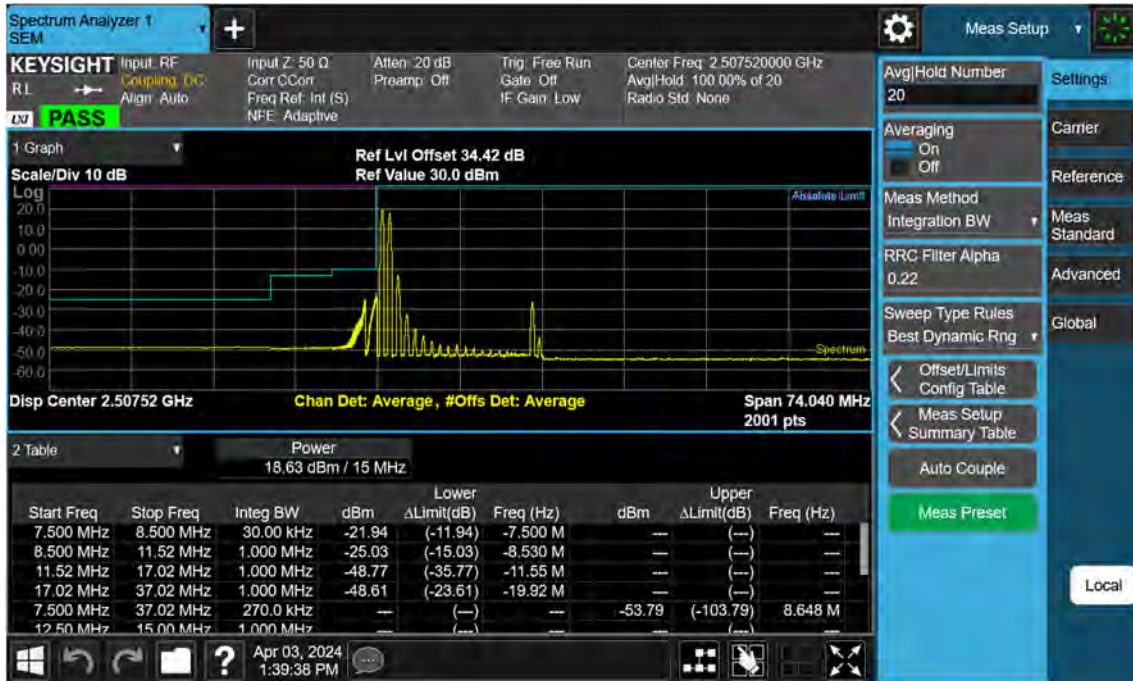 Spectrum Analyzer 1
SEM
+
Meas Setup
KEYSIGHT
RL
LXI
PASS
Input: RF
Coupling: DC
Align: Auto
Input Z: 50 Ω
Corr CCorr
Freq Ref: Int (S)
NFE: Adaptive
Atten: 20 dB
Preamp: Off
Trig: Free Run
Gate: Off
IF Gain: Low
Center Freq: 2.507520000 GHz
Avg|Hold: 100.00% of 20
Radio Std: None
1 Graph
Scale/Div 10 dB
Ref Lvl Offset 34.42 dB
Ref Value 30.0 dBm
Log
20.0
10.0
0.00
-10.0
-20.0
-30.0
-40.0
-50.0
-60.0
Absolute Limit
Spectrum
Disp Center 2.50752 GHz
Chan Det: Average, #Offs Det: Average
Span 74.040 MHz
2001 pts
2 Table
Power
18.63 dBm / 15 MHz
Lower Upper
Start Freq Stop Freq Integ BW dBm ΔLimit(dB) Freq (Hz) dBm ΔLimit(dB) Freq (Hz)
7.500 MHz 8.500 MHz 30.00 kHz -21.94 (-11.94) -7.500 M --- (---) ---
8.500 MHz 11.52 MHz 1.000 MHz -25.03 (-15.03) -8.530 M --- (---) ---
11.52 MHz 17.02 MHz 1.000 MHz -48.77 (-35.77) -11.55 M --- (---) ---
17.02 MHz 37.02 MHz 1.000 MHz -48.61 (-23.61) -19.92 M --- (---) ---
7.500 MHz 37.02 MHz 270.0 kHz --- (---) --- -53.79 (-103.79) 8.648 M
12.50 MHz 15.00 MHz 1.000 MHz --- (---) --- --- (---) ---
?
Apr 03, 2024
1:39:38 PM
Avg|Hold Number
20
Averaging
On
Off
Meas Method
Integration BW
RRC Filter Alpha
0.22
Sweep Type Rules
Best Dynamic Rng
Offset/Limits
Config Table
Meas Setup
Summary Table
Auto Couple
Meas Preset
Settings
Carrier
Reference
Meas
Standard
Advanced
Global
Local